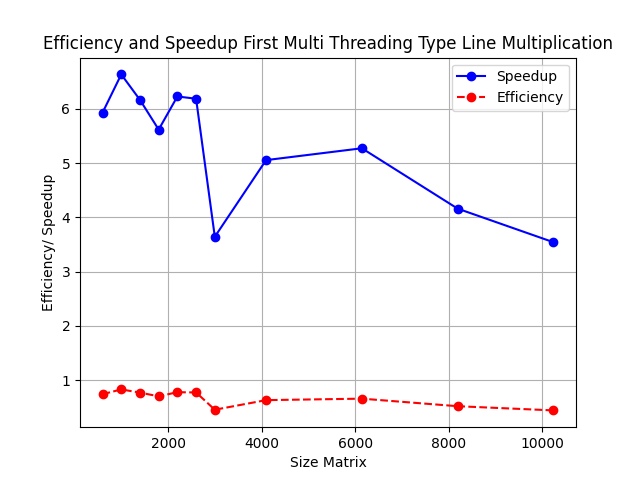 Efficiency and Speedup First Multi Threading Type Line Multiplication
Speedup
Efficiency
Efficiency/ Speedup
6
5
4
3
2
1
2000
4000
6000
8000
10000
Size Matrix